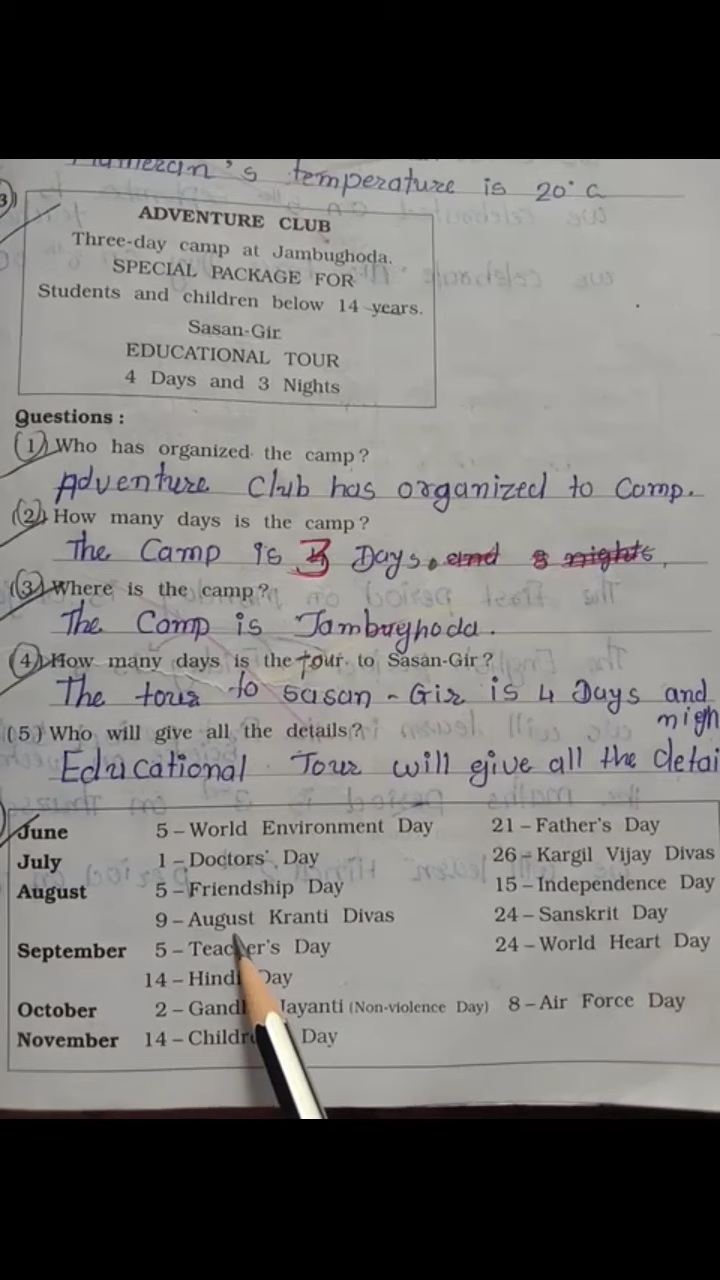 temperature is 20° C
3)
ADVENTURE CLUB
Three-day camp at Jambughoda.
SPECIAL PACKAGE FOR
Students and children below 14 years.
Sasan-Gir
EDUCATIONAL TOUR
4 Days and 3 Nights
Questions :
(1) Who has organized the camp?
Adventure Club has organized to Comp.
(2) How many days is the camp?
The Camp is 3 Days. and 3 nights.
(3) Where is the camp?
The Comp is Jambughoda.
(4) How many days is the tour to Sasan-Gir?
The tour to sasan-Gir is 4 Days and
nigh
(5) Who will give all the details?
Educational Tour will give all the detai
June 5 – World Environment Day 21 – Father's Day
July 1 – Doctors' Day 26 – Kargil Vijay Divas
August 5 – Friendship Day 15 – Independence Day
9 – August Kranti Divas 24 – Sanskrit Day
September 5 – Teacher's Day 24 – World Heart Day
14 – Hindi Day
October 2 – Gandhi Jayanti (Non-violence Day) 8 – Air Force Day
November 14 – Children's Day